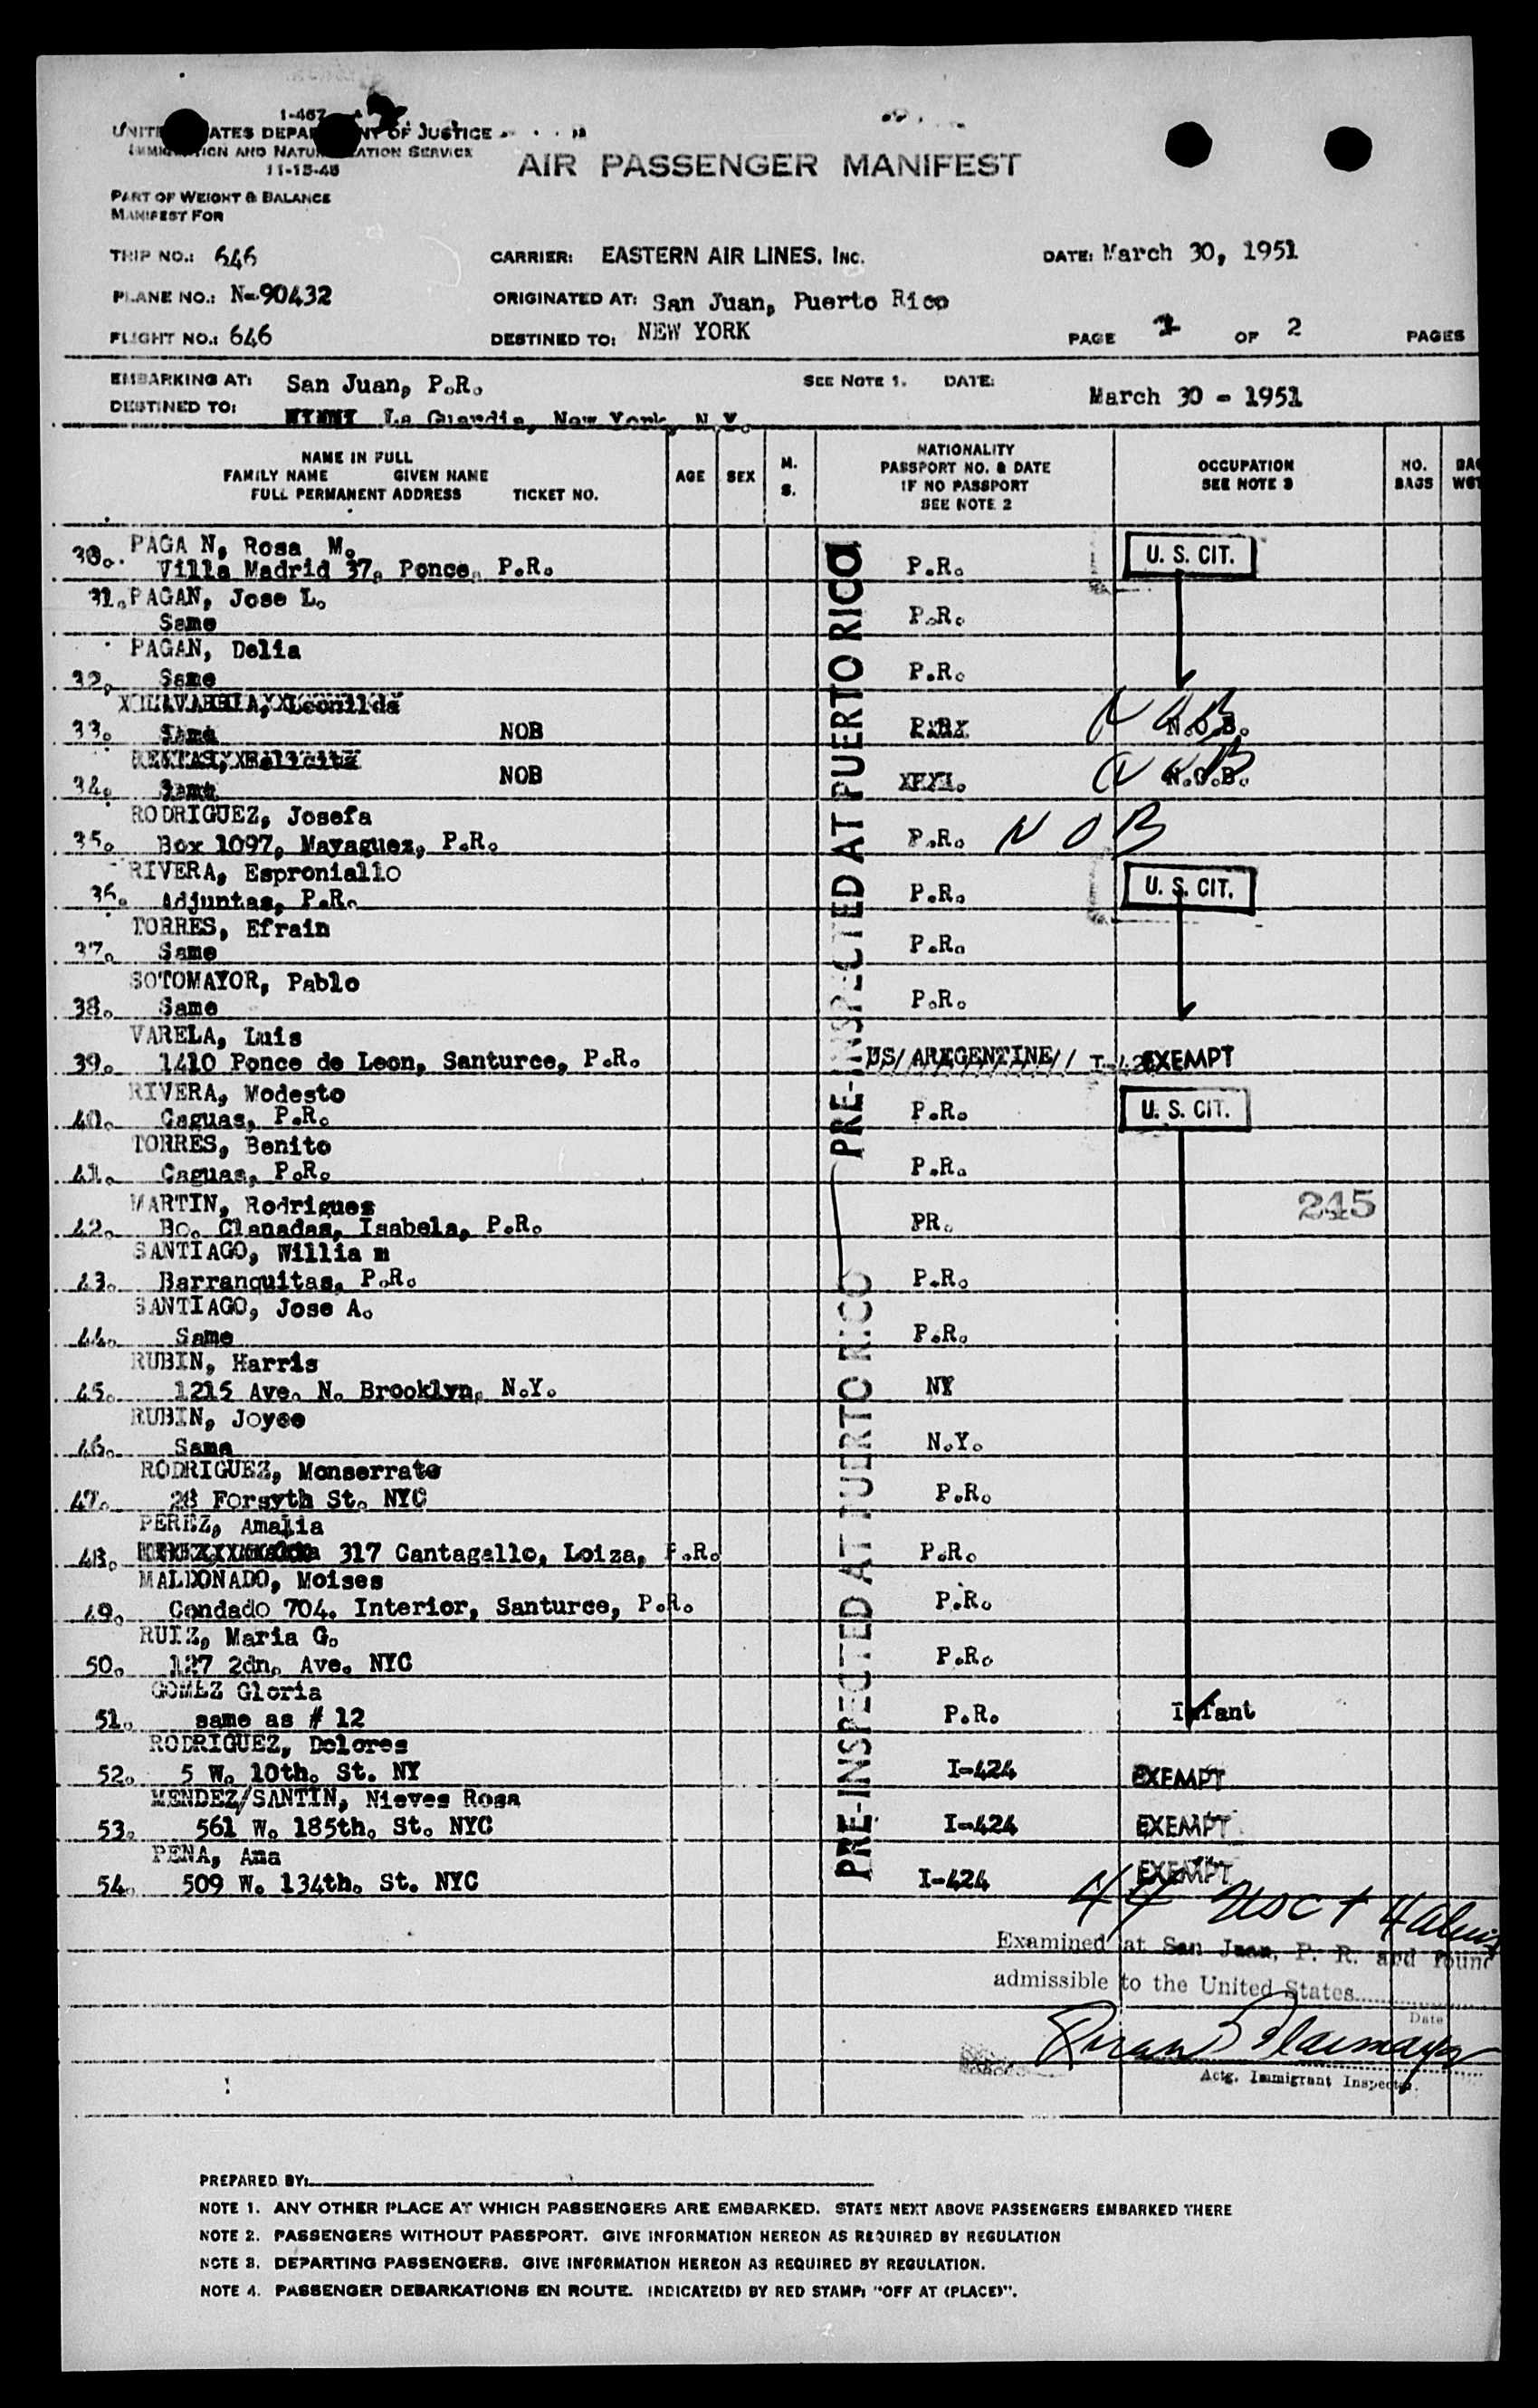 I-467
UNITED STATES DEPARTMENT OF JUSTICE
IMMIGRATION AND NATURALIZATION SERVICE
11-15-45
AIR PASSENGER MANIFEST
PART OF WEIGHT & BALANCE
MANIFEST FOR
TRIP NO.: 646 CARRIER: EASTERN AIR LINES, INC. DATE: March 30, 1951
PLANE NO.: N-90432 ORIGINATED AT: San Juan, Puerto Rico
FLIGHT NO.: 646 DESTINED TO: NEW YORK PAGE 2 OF 2 PAGES
EMBARKING AT: San Juan, P.R. SEE NOTE 1. DATE: March 30 - 1951
DESTINED TO: La Guardia, New York, N.Y.
NAME IN FULL
FAMILY NAME GIVEN NAME
FULL PERMANENT ADDRESS TICKET NO. AGE SEX M. S. NATIONALITY PASSPORT NO. & DATE IF NO PASSPORT SEE NOTE 2 OCCUPATION SEE NOTE 3 NO. BAGS BAG WGT
PRE-INSPECTED AT PUERTO RICO
PAGA N, Rosa M.
30. Villa Madrid 37, Ponce, P.R. P.R. U. S. CIT.
31. PAGAN, Jose L.
Same P.R.
PAGAN, Delia
32. Same P.R.
Leonilda
33. Same NOB N O B N.O.B.
34. Same NOB N O B N.O.B.
RODRIGUEZ, Josefa
35. Box 1097, Mayaguez, P.R. P.R. N O B
RIVERA, Esproniallo
36. Adjuntas, P.R. P.R. U. S. CIT.
TORRES, Efrain
37. Same P.R.
SOTOMAYOR, Pablo
38. Same P.R.
VARELA, Luis
39. 1410 Ponce de Leon, Santurce, P.R. US/ARGENTINE// I-424 EXEMPT
RIVERA, Modesto
40. Caguas, P.R. P.R. U. S. CIT.
TORRES, Benito
41. Caguas, P.R. P.R.
MARTIN, Rodrigues
42. Bo. Clanadas, Isabela, P.R. PR. 245
SANTIAGO, Willia m
43. Barranquitas, P.R. P.R.
SANTIAGO, Jose A.
44. Same P.R.
RUBIN, Harris
45. 1215 Ave. N. Brooklyn, N.Y. NY
RUBIN, Joyce
46. Same N.Y.
RODRIGUEZ, Monserrate
47. 28 Forsyth St. NYC P.R.
PEREZ, Amalia
48. 317 Cantagallo, Loiza, P.R. P.R.
MALDONADO, Moises
49. Condado 704. Interior, Santurce, P.R. P.R.
RUIZ, Maria G.
50. 127 2dn. Ave. NYC P.R.
GOMEZ Gloria
51. same as # 12 P.R. Infant
RODRIGUEZ, Dolores
52. 5 W. 10th. St. NY I-424 EXEMPT
MENDEZ/SANTIN, Nieves Rosa
53. 561 W. 185th. St. NYC I-424 EXEMPT
PENA, Ana
54. 509 W. 134th. St. NYC I-424 EXEMPT
PRE-INSPECTED AT PUERTO RICO
44 USC + 4 aliens
Examined at San Juan, P. R. and found
admissible to the United States
Date
Actg. Immigrant Inspector.
PREPARED BY:
NOTE 1. ANY OTHER PLACE AT WHICH PASSENGERS ARE EMBARKED. STATE NEXT ABOVE PASSENGERS EMBARKED THERE
NOTE 2. PASSENGERS WITHOUT PASSPORT. GIVE INFORMATION HEREON AS REQUIRED BY REGULATION
NOTE 3. DEPARTING PASSENGERS. GIVE INFORMATION HEREON AS REQUIRED BY REGULATION.
NOTE 4. PASSENGER DEBARKATIONS EN ROUTE. INDICATE(D) BY RED STAMP: "OFF AT (PLACE)".